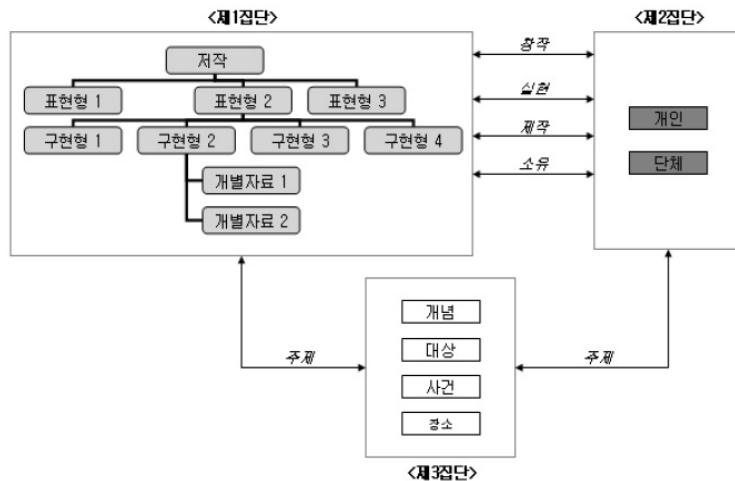 <제1집단>
<제2집단>
저작
표현형 1
표현형 2
표현형 3
구현형 1
구현형 2
구현형 3
구현형 4
개별자료 1
개별자료 2
창작
실현
제작
소유
개인
단체
주제
주제
개념
대상
사건
장소
<제3집단>